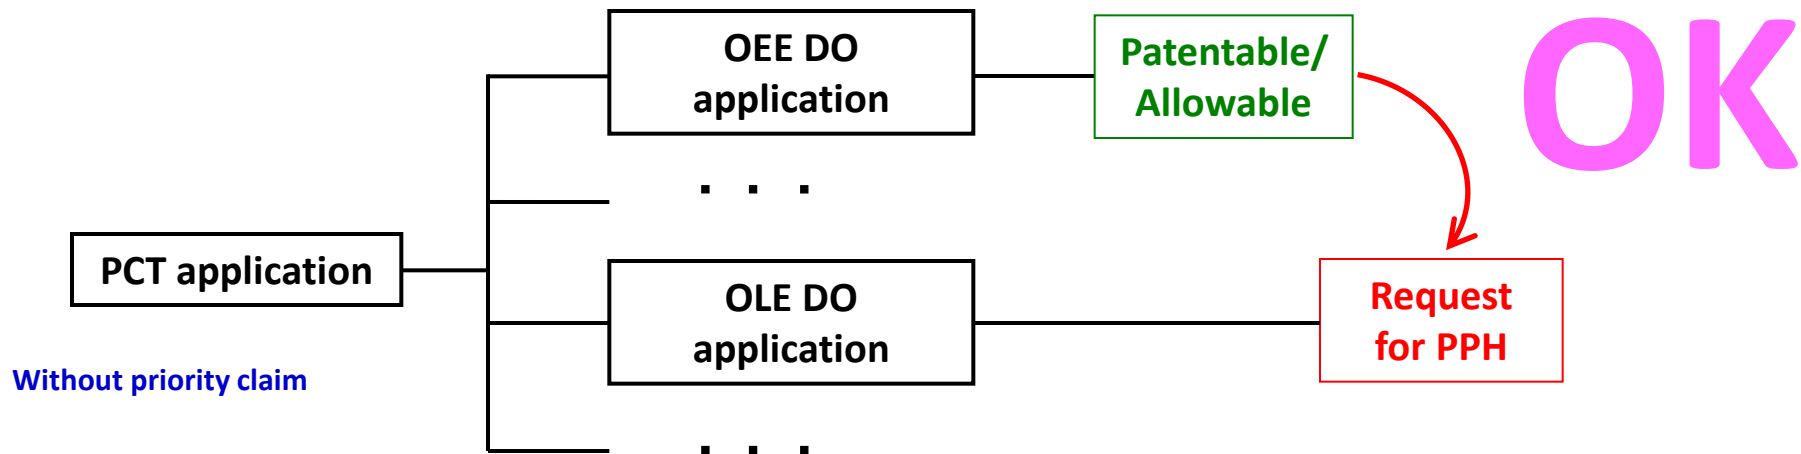 OEE DO
application
Patentable/
Allowable
OK
. . .
PCT application
OLE DO
application
Request
for PPH
Without priority claim
. . .